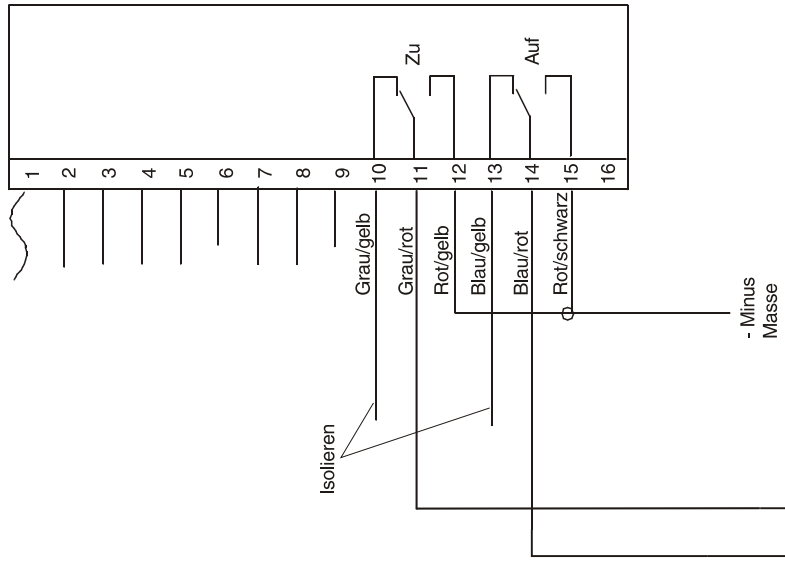 Zu
Auf
1
2
3
4
5
6
7
8
9
10
11
12
13
14
15
16
Grau/gelb
Grau/rot
Rot/gelb
Blau/gelb
Blau/rot
Rot/schwarz
Isolieren
- Minus
Masse